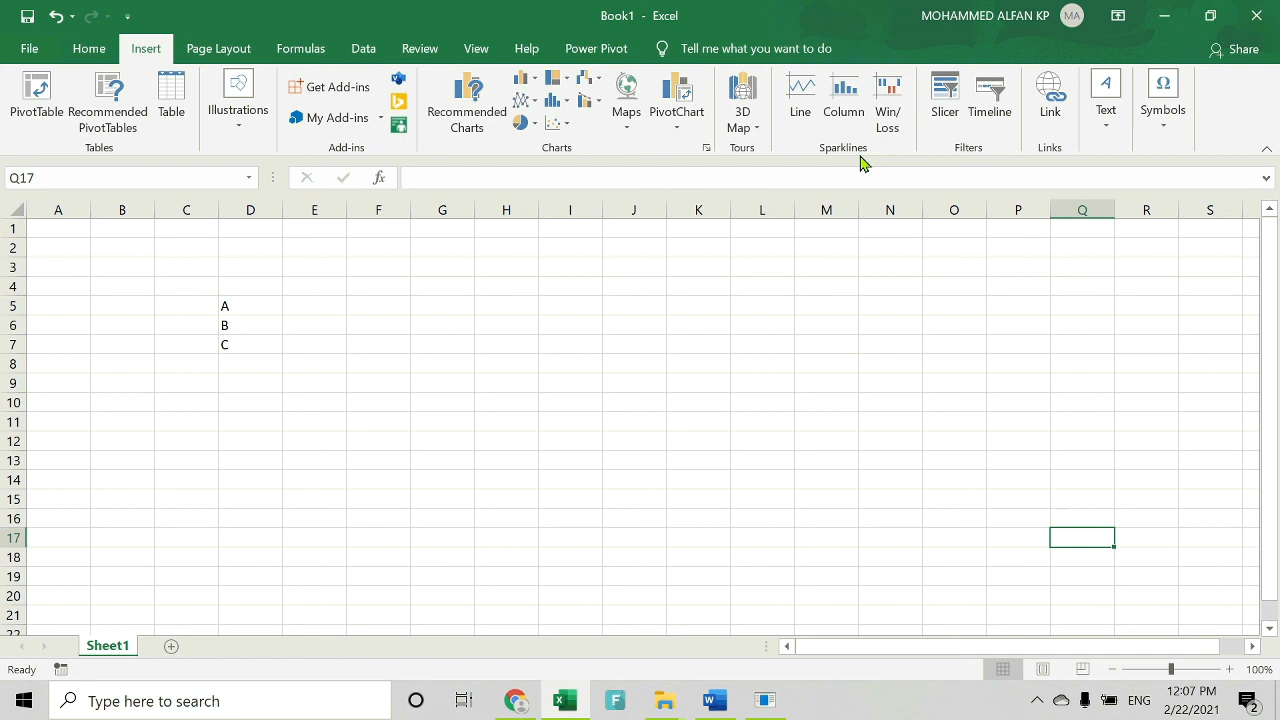 Book1 - Excel
MOHAMMED ALFAN KP
MA
File
Home
Insert
Page Layout
Formulas
Data
Review
View
Help
Power Pivot
Tell me what you want to do
Share
PivotTable
Recommended
PivotTables
Table
Tables
Illustrations
Get Add-ins
My Add-ins
Add-ins
Recommended
Charts
Maps
PivotChart
Charts
3D
Map
Tours
Line
Column
Win/
Loss
Sparklines
Slicer
Timeline
Filters
Link
Links
Text
Symbols
Q17
fx
A B C D E F G H I J K L M N O P Q R S
1
2
3
4
5 A
6 B
7 C
8
9
10
11
12
13
14
15
16
17
18
19
20
21
22
Sheet1
Ready
100%
Type here to search
ENG
12:07 PM
2/22/2021
2